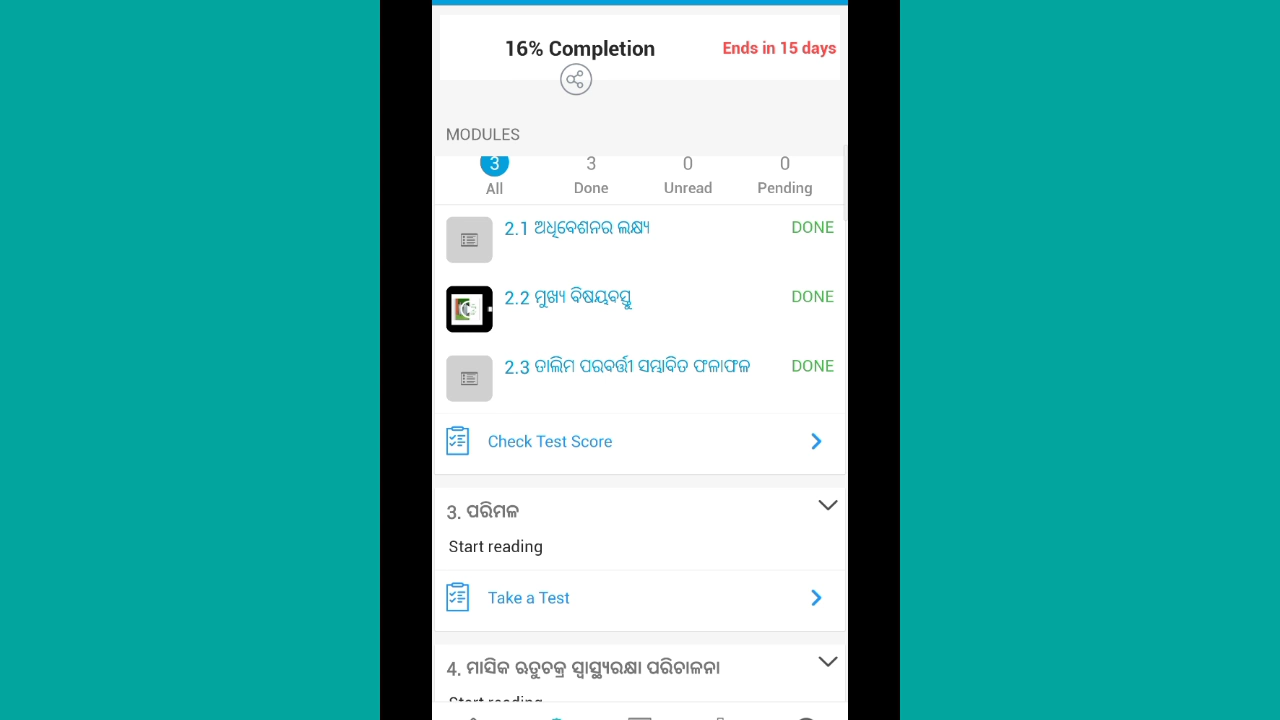 16% Completion
Ends in 15 days
MODULES
3 3 0 0
All Done Unread Pending
2.1 ଅଧିବେଶନର ଲକ୍ଷ୍ୟ DONE
2.2 ମୁଖ୍ୟ ବିଷୟବସ୍ତୁ DONE
2.3 ତାଲିମ ପରବର୍ତ୍ତୀ ସମ୍ଭାବିତ ଫଳାଫଳ DONE
Check Test Score
3. ପରିମଳ
Start reading
Take a Test
4. ମାସିକ ଋତୁଚକ୍ର ସ୍ୱାସ୍ଥ୍ୟରକ୍ଷା ପରିଚାଳନା
Start reading